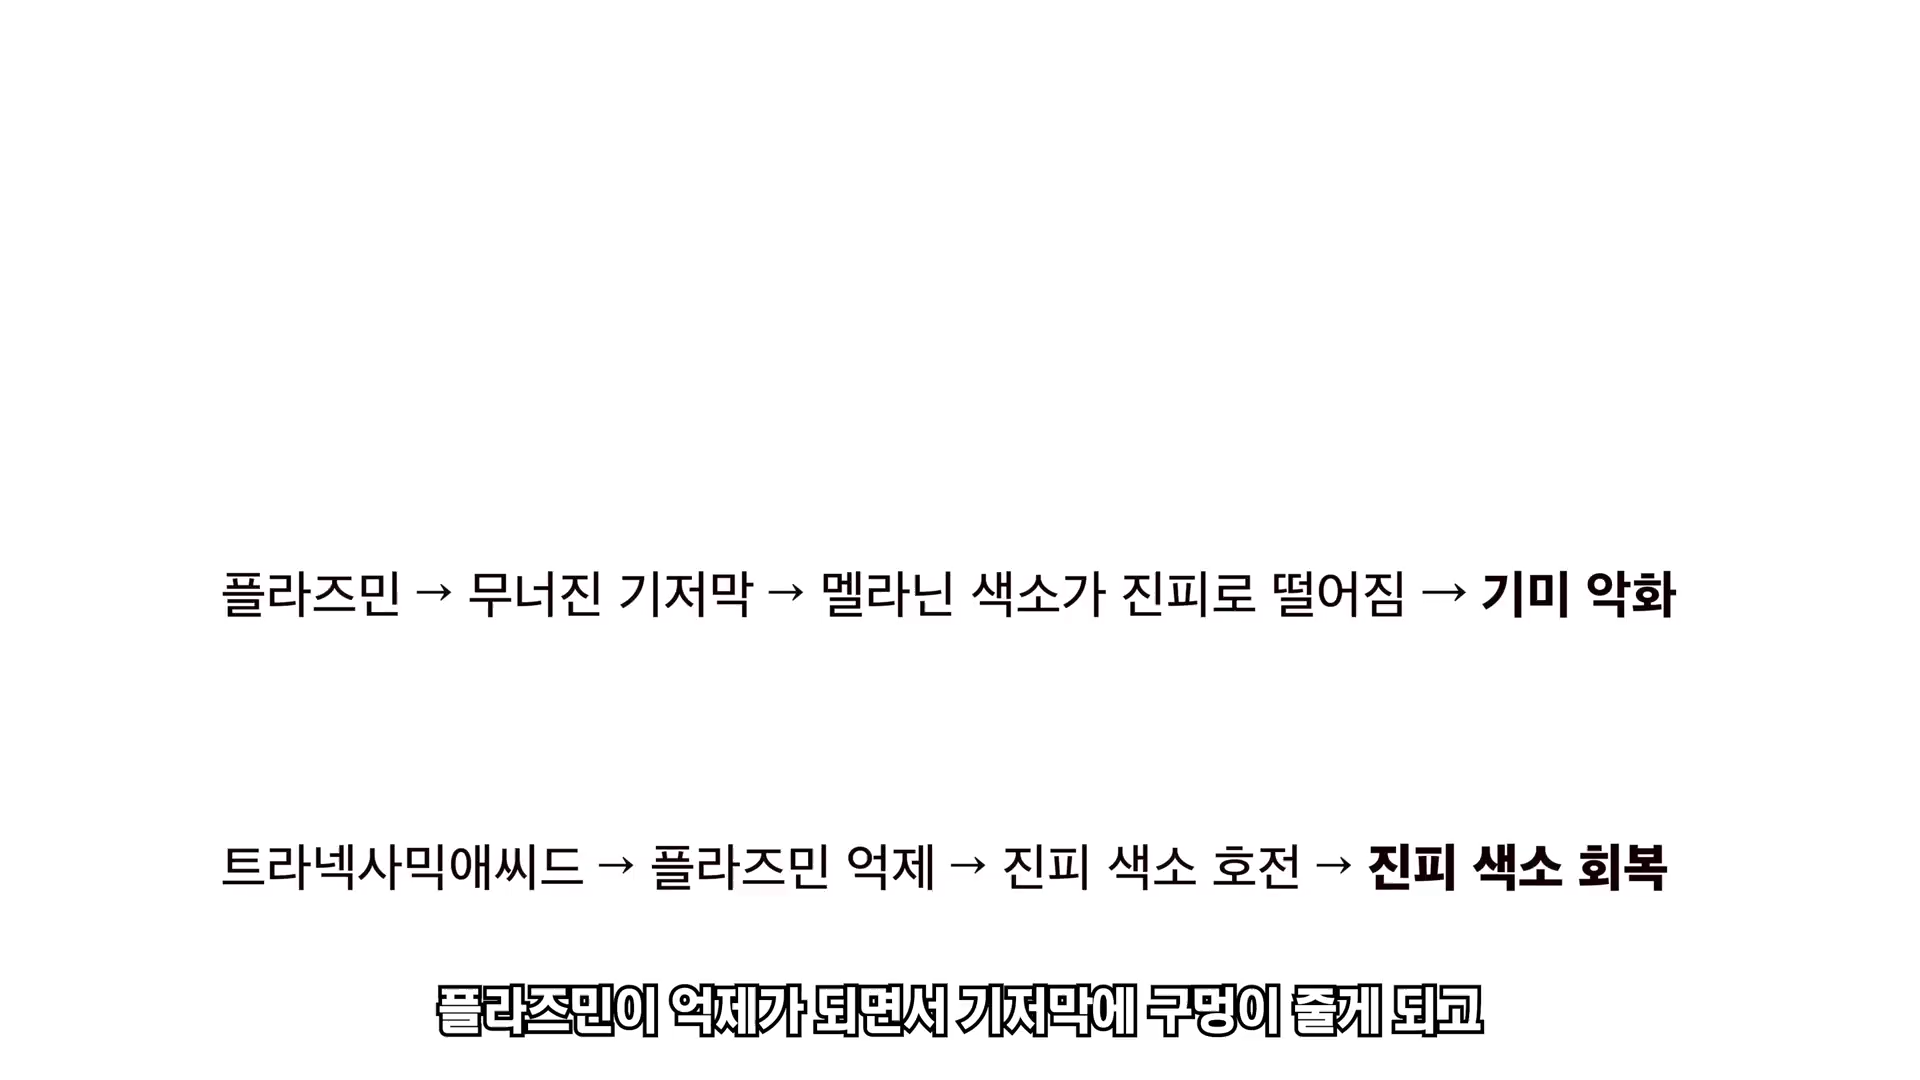 플라즈민 → 무너진 기저막 → 멜라닌 색소가 진피로 떨어짐 → 기미 악화
트라넥사믹애씨드 → 플라즈민 억제 → 진피 색소 호전 → 진피 색소 회복
플라즈민이 억제가 되면서 기저막에 구멍이 줄게 되고